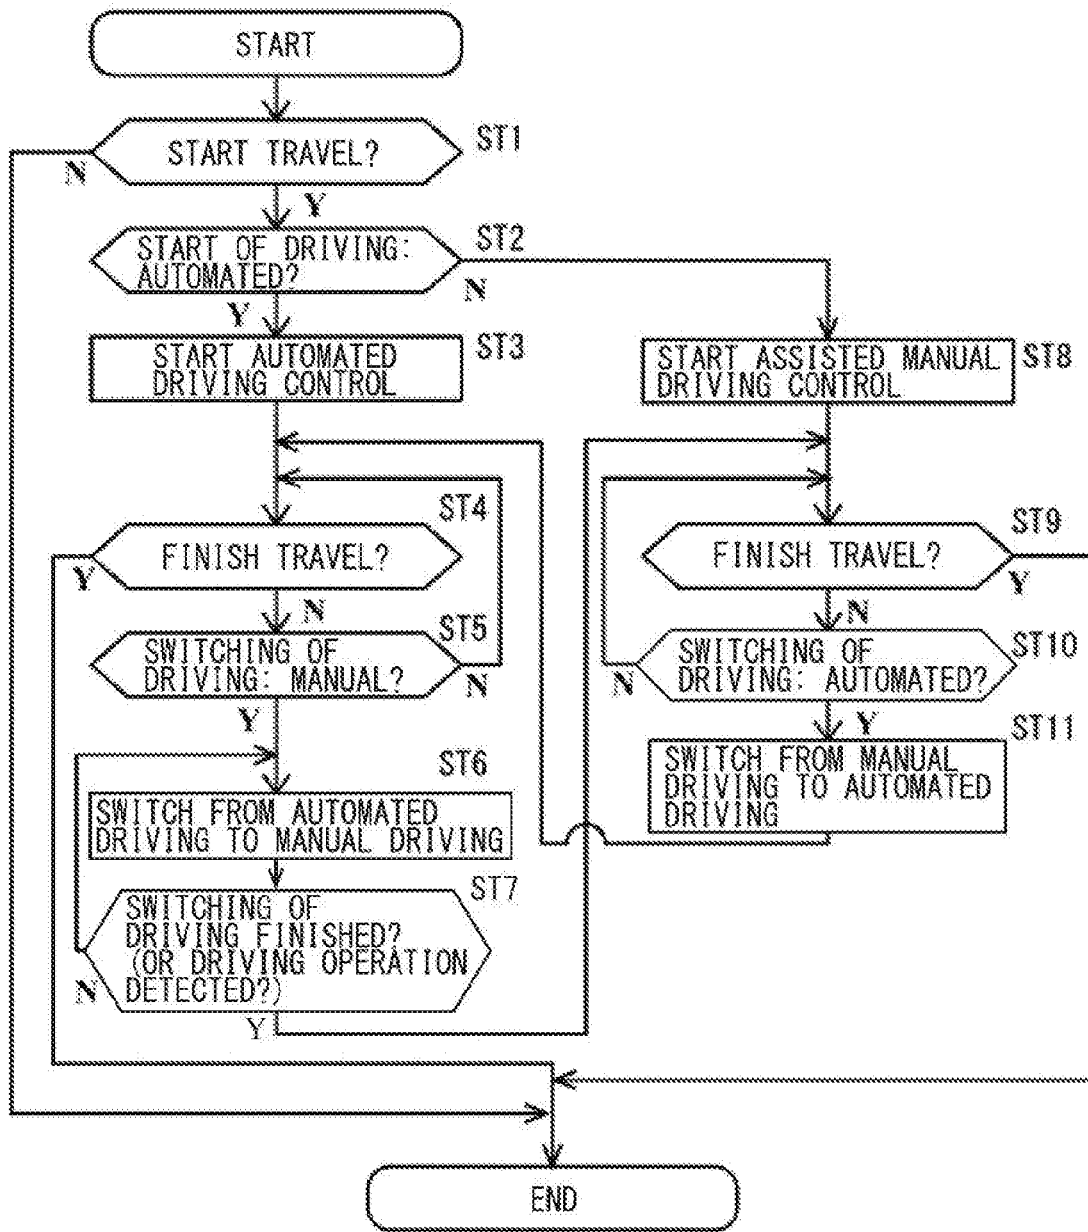 START
START TRAVEL?
ST1
N
Y
START OF DRIVING:
AUTOMATED?
ST2
N
Y
START AUTOMATED
DRIVING CONTROL
ST3
START ASSISTED MANUAL
DRIVING CONTROL
ST8
ST4
FINISH TRAVEL?
Y
N
ST5
SWITCHING OF
DRIVING: MANUAL?
N
Y
ST6
SWITCH FROM AUTOMATED
DRIVING TO MANUAL DRIVING
ST7
SWITCHING OF
DRIVING FINISHED?
(OR DRIVING OPERATION
DETECTED?)
N
Y
ST9
FINISH TRAVEL?
Y
N
ST10
SWITCHING OF
DRIVING: AUTOMATED?
N
Y
ST11
SWITCH FROM MANUAL
DRIVING TO AUTOMATED
DRIVING
END